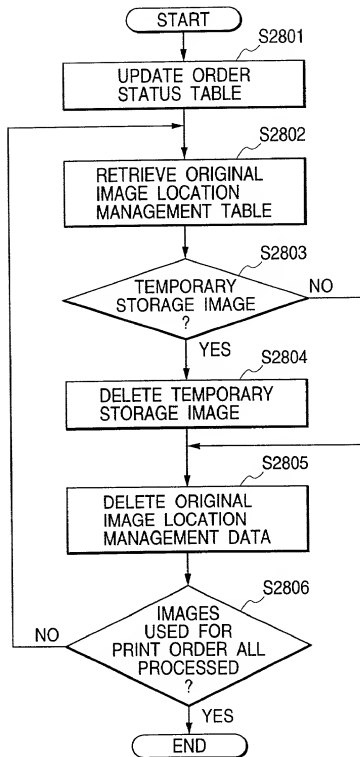 START
S2801
UPDATE ORDER
STATUS TABLE
S2802
RETRIEVE ORIGINAL
IMAGE LOCATION
MANAGEMENT TABLE
S2803
TEMPORARY
STORAGE IMAGE
?
NO
YES
S2804
DELETE TEMPORARY
STORAGE IMAGE
S2805
DELETE ORIGINAL
IMAGE LOCATION
MANAGEMENT DATA
S2806
IMAGES
USED FOR
PRINT ORDER ALL
PROCESSED
?
NO
YES
END